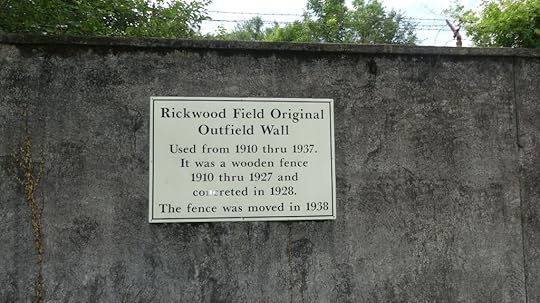 Rickwood Field Original
Outfield Wall
Used from 1910 thru 1937.
It was a wooden fence
1910 thru 1927 and
concreted in 1928.
The fence was moved in 1938